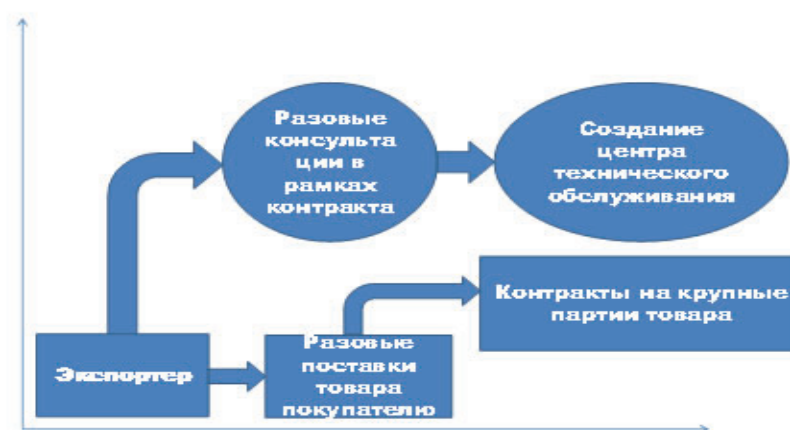 Разовые
консульта
ции в
рамках
контракта
Создание
центра
технического
обслуживания
Контракты на крупные
партии товара
Экспортер
Разовые
поставки
товара
покупателю